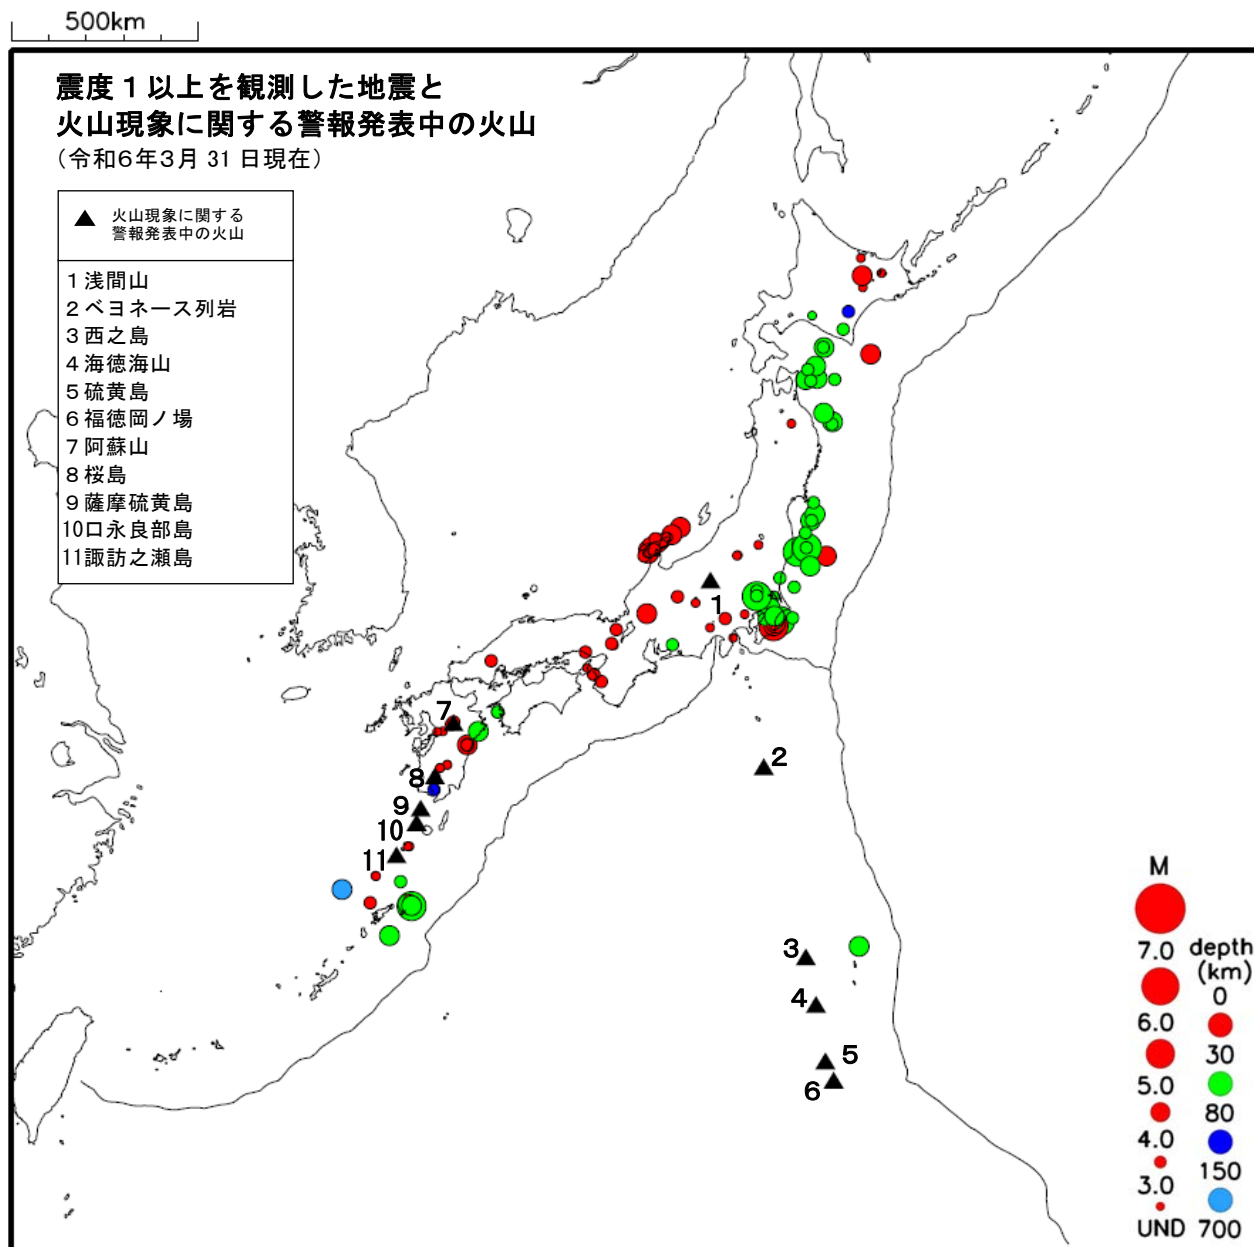 500km
震度１以上を観測した地震と
火山現象に関する警報発表中の火山
（令和６年３月 31 日現在）
▲ 火山現象に関する
警報発表中の火山
１浅間山
２ベヨネース列岩
３西之島
４海徳海山
５硫黄島
６福徳岡ノ場
７阿蘇山
８桜島
９薩摩硫黄島
10口永良部島
11諏訪之瀬島
1
7
2
8
9
10
11
3
4
5
6
M
7.0
6.0
5.0
4.0
3.0
UND
depth
(km)
0
30
80
150
700